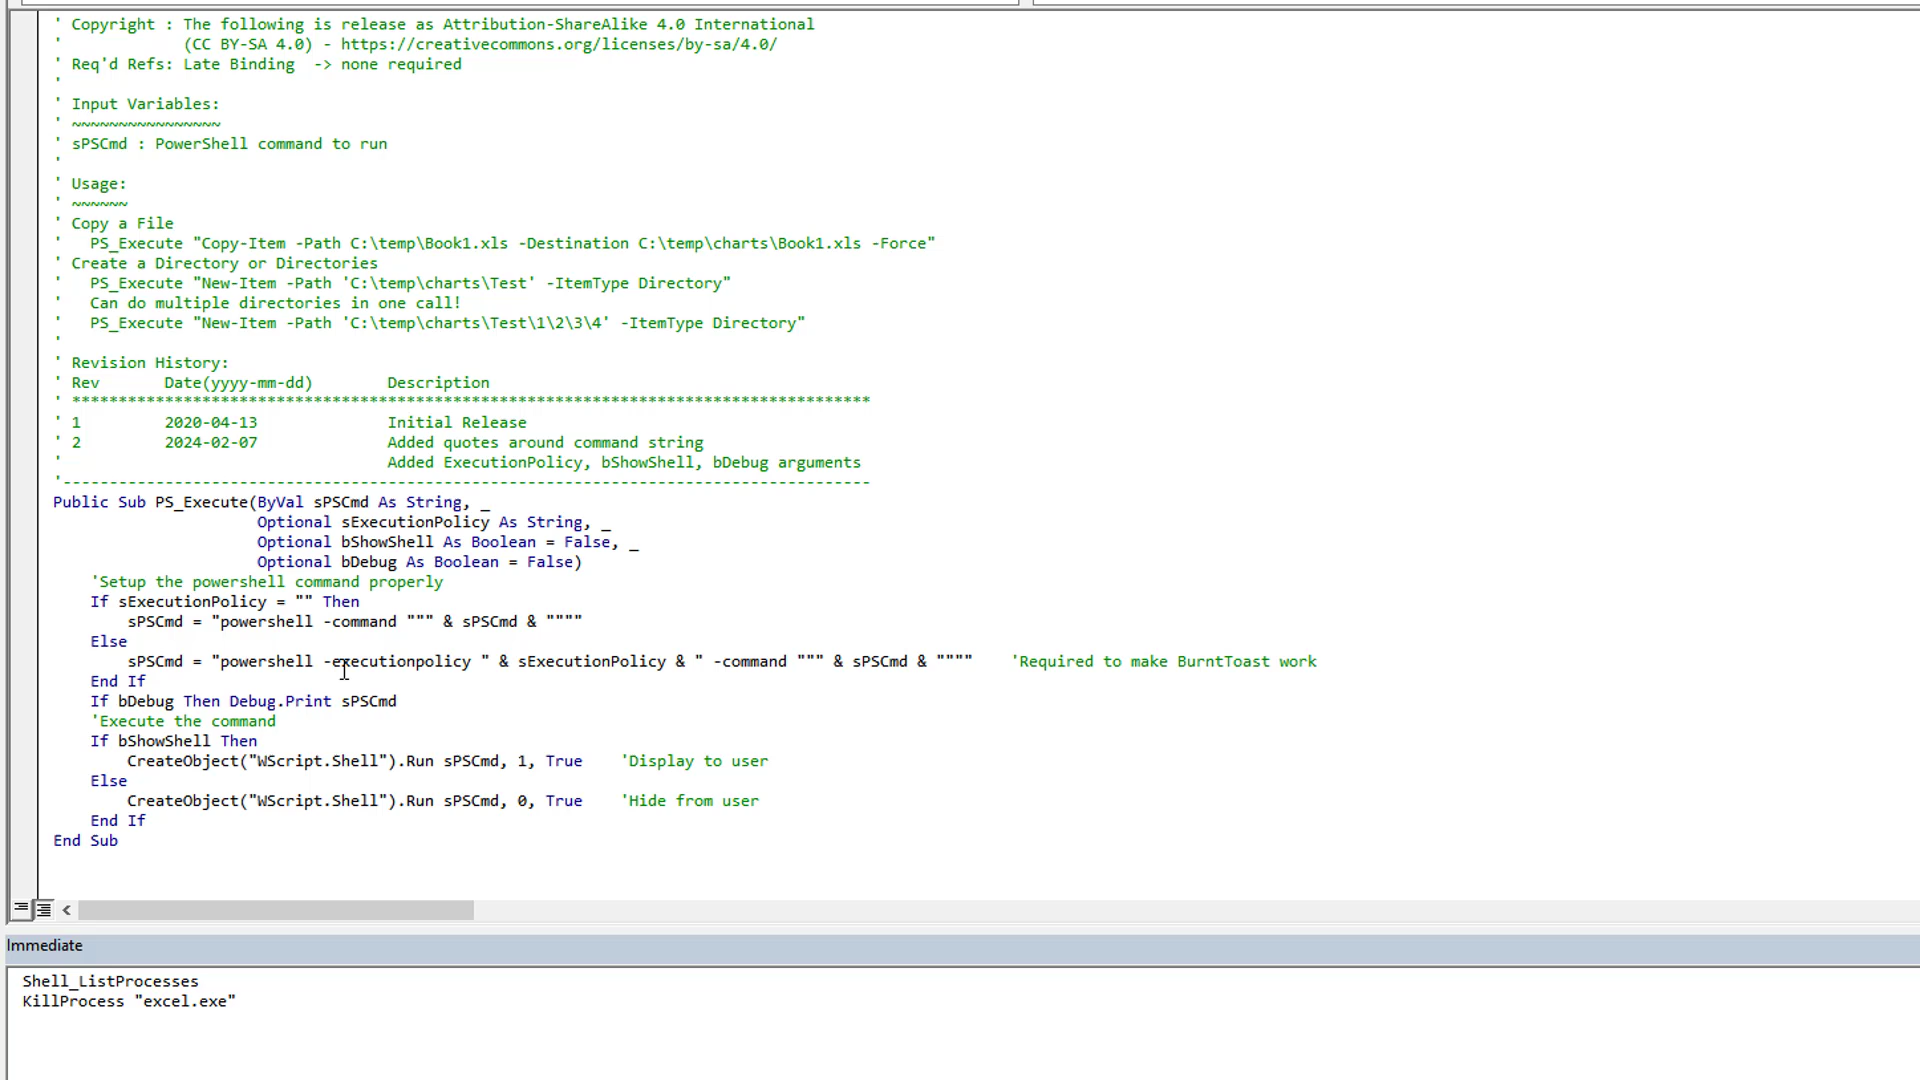 ' Copyright : The following is release as Attribution-ShareAlike 4.0 International
'             (CC BY-SA 4.0) - https://creativecommons.org/licenses/by-sa/4.0/
' Req'd Refs: Late Binding  -> none required
'
' Input Variables:
' ~~~~~~~~~~~~~~~~
' sPSCmd : PowerShell command to run
'
' Usage:
' ~~~~~~
' Copy a File
'   PS_Execute "Copy-Item -Path C:\temp\Book1.xls -Destination C:\temp\charts\Book1.xls -Force"
' Create a Directory or Directories
'   PS_Execute "New-Item -Path 'C:\temp\charts\Test' -ItemType Directory"
'   Can do multiple directories in one call!
'   PS_Execute "New-Item -Path 'C:\temp\charts\Test\1\2\3\4' -ItemType Directory"
'
' Revision History:
' Rev       Date(yyyy-mm-dd)        Description
' **************************************************************************************
' 1         2020-04-13              Initial Release
' 2         2024-02-07              Added quotes around command string
'                                   Added ExecutionPolicy, bShowShell, bDebug arguments
'---------------------------------------------------------------------------------------
Public Sub PS_Execute(ByVal sPSCmd As String, _
                      Optional sExecutionPolicy As String, _
                      Optional bShowShell As Boolean = False, _
                      Optional bDebug As Boolean = False)
    'Setup the powershell command properly
    If sExecutionPolicy = "" Then
        sPSCmd = "powershell -command """ & sPSCmd & """"
    Else
        sPSCmd = "powershell -executionpolicy " & sExecutionPolicy & " -command """ & sPSCmd & """"    'Required to make BurntToast work
    End If
    If bDebug Then Debug.Print sPSCmd
    'Execute the command
    If bShowShell Then
        CreateObject("WScript.Shell").Run sPSCmd, 1, True    'Display to user
    Else
        CreateObject("WScript.Shell").Run sPSCmd, 0, True    'Hide from user
    End If
End Sub
Immediate
Shell_ListProcesses
KillProcess "excel.exe"